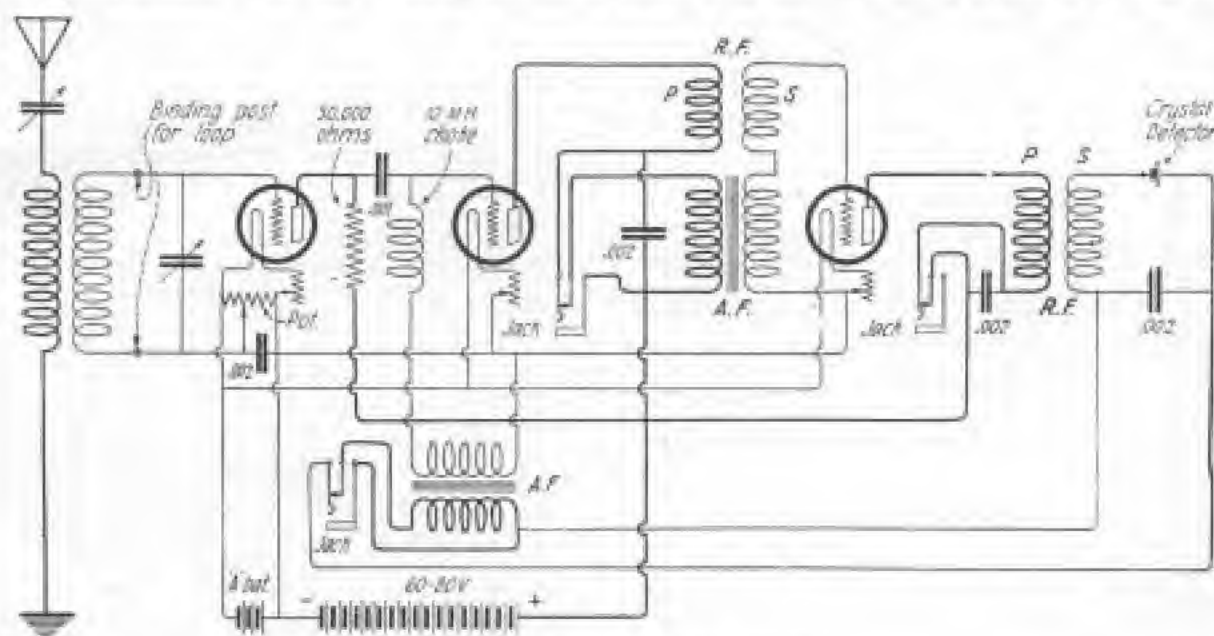 R.F.
P
S
Binding post
for loop
50,000
ohms
10 MH
choke
.001
Crystal
Detector
P
S
.002
Pot.
Jack
A.F.
Jack
.002
R.F.
.002
.002
A.F.
Jack
A bat
-
60-80V
+